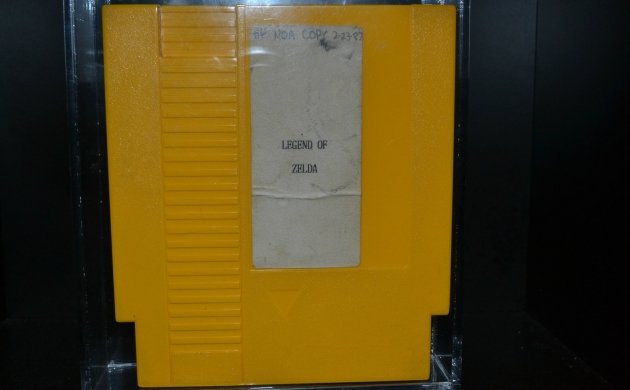 NOA COPY 2-23-87
LEGEND OF
ZELDA